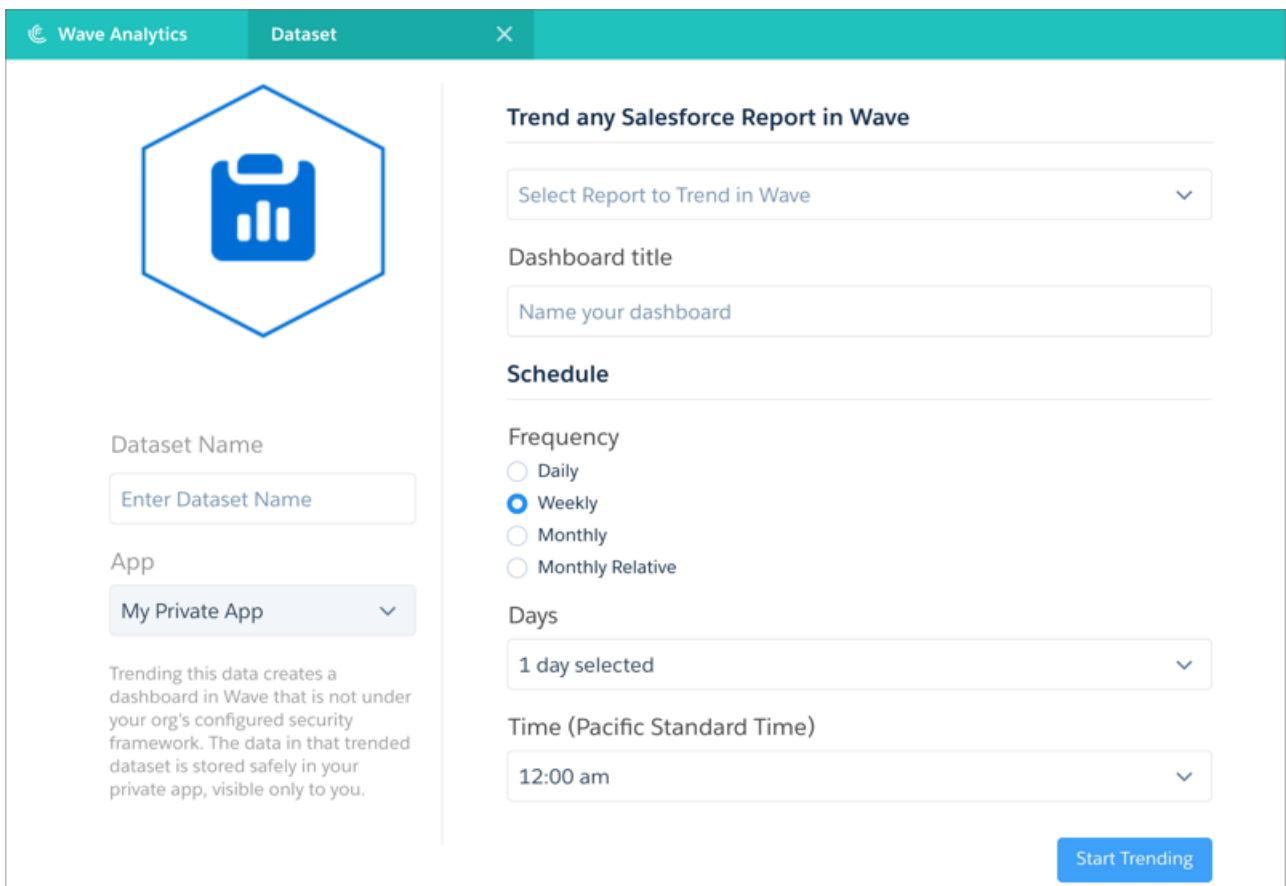 Wave Analytics
Dataset
Trend any Salesforce Report in Wave
Select Report to Trend in Wave
Dashboard title
Name your dashboard
Schedule
Frequency
Daily
Weekly
Monthly
Monthly Relative
Days
1 day selected
Time (Pacific Standard Time)
12:00 am
Start Trending
Dataset Name
Enter Dataset Name
App
My Private App
Trending this data creates a
dashboard in Wave that is not under
your org's configured security
framework. The data in that trended
dataset is stored safely in your
private app, visible only to you.